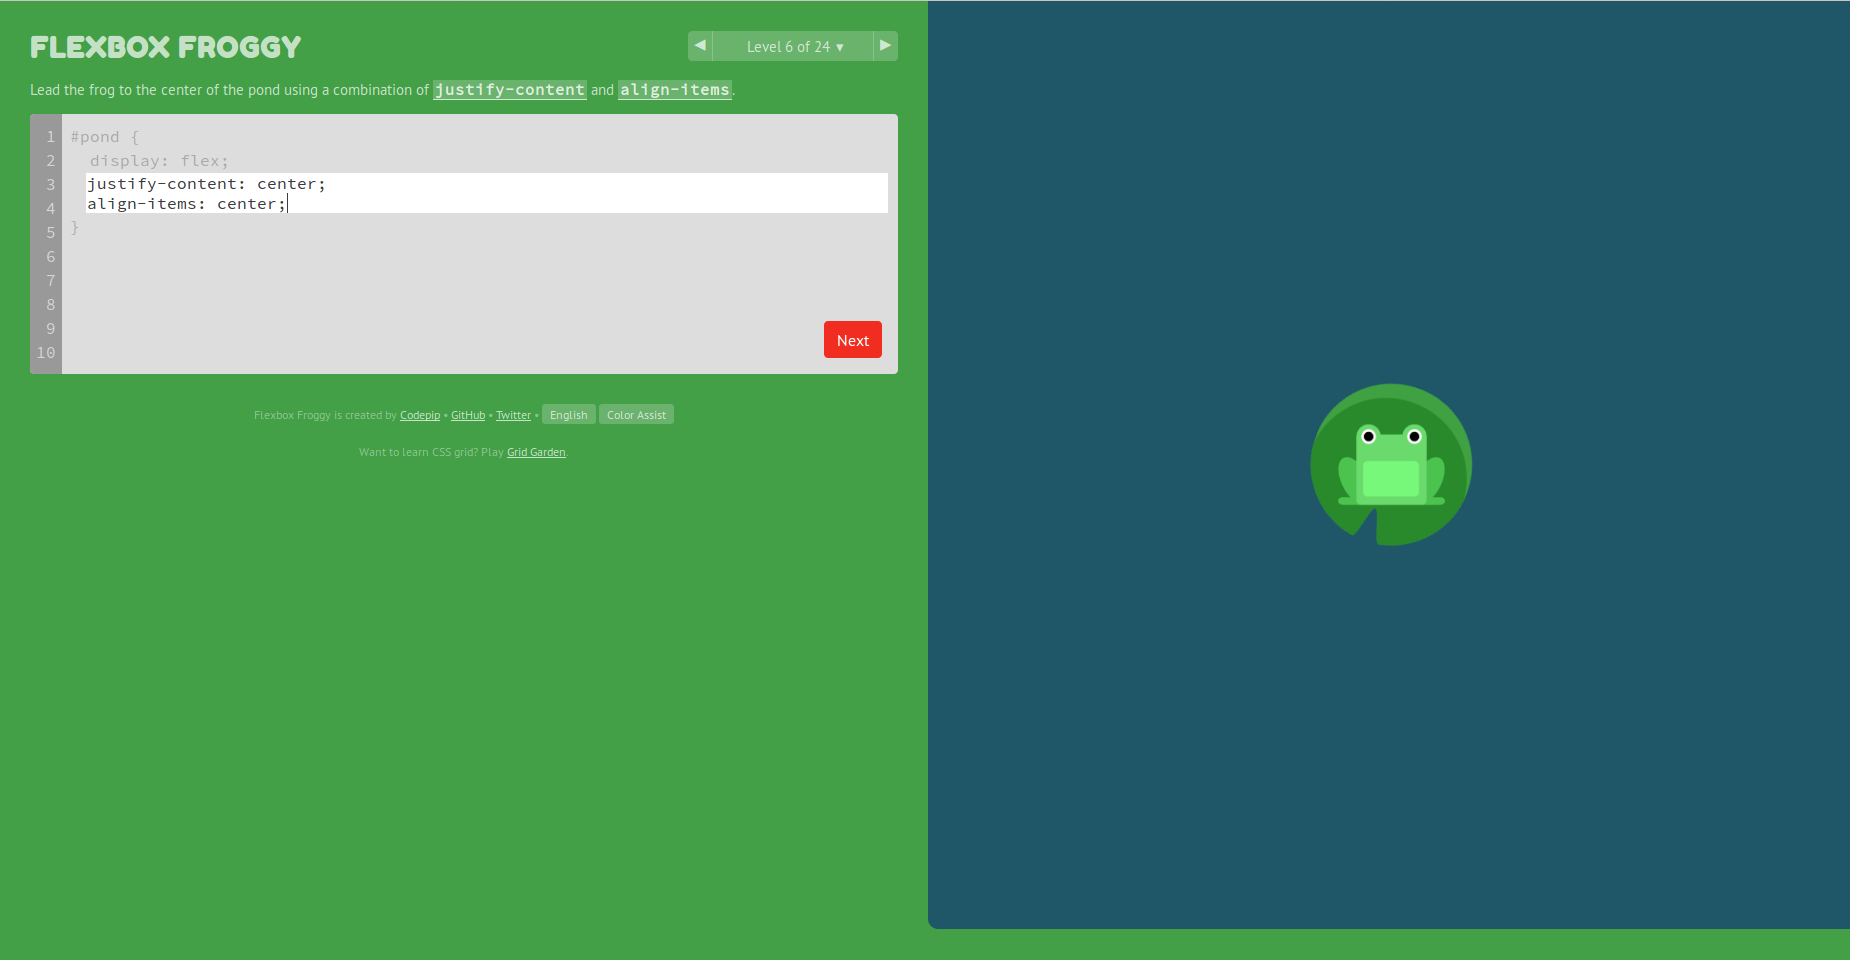 FLEXBOX FROGGY
◀ Level 6 of 24 ▾ ▶
Lead the frog to the center of the pond using a combination of justify-content and align-items.
1 #pond {
2 display: flex;
3 justify-content: center;
4 align-items: center;
5 }
6
7
8
9
10
Next
Flexbox Froggy is created by Codepip • GitHub • Twitter • English Color Assist
Want to learn CSS grid? Play Grid Garden.